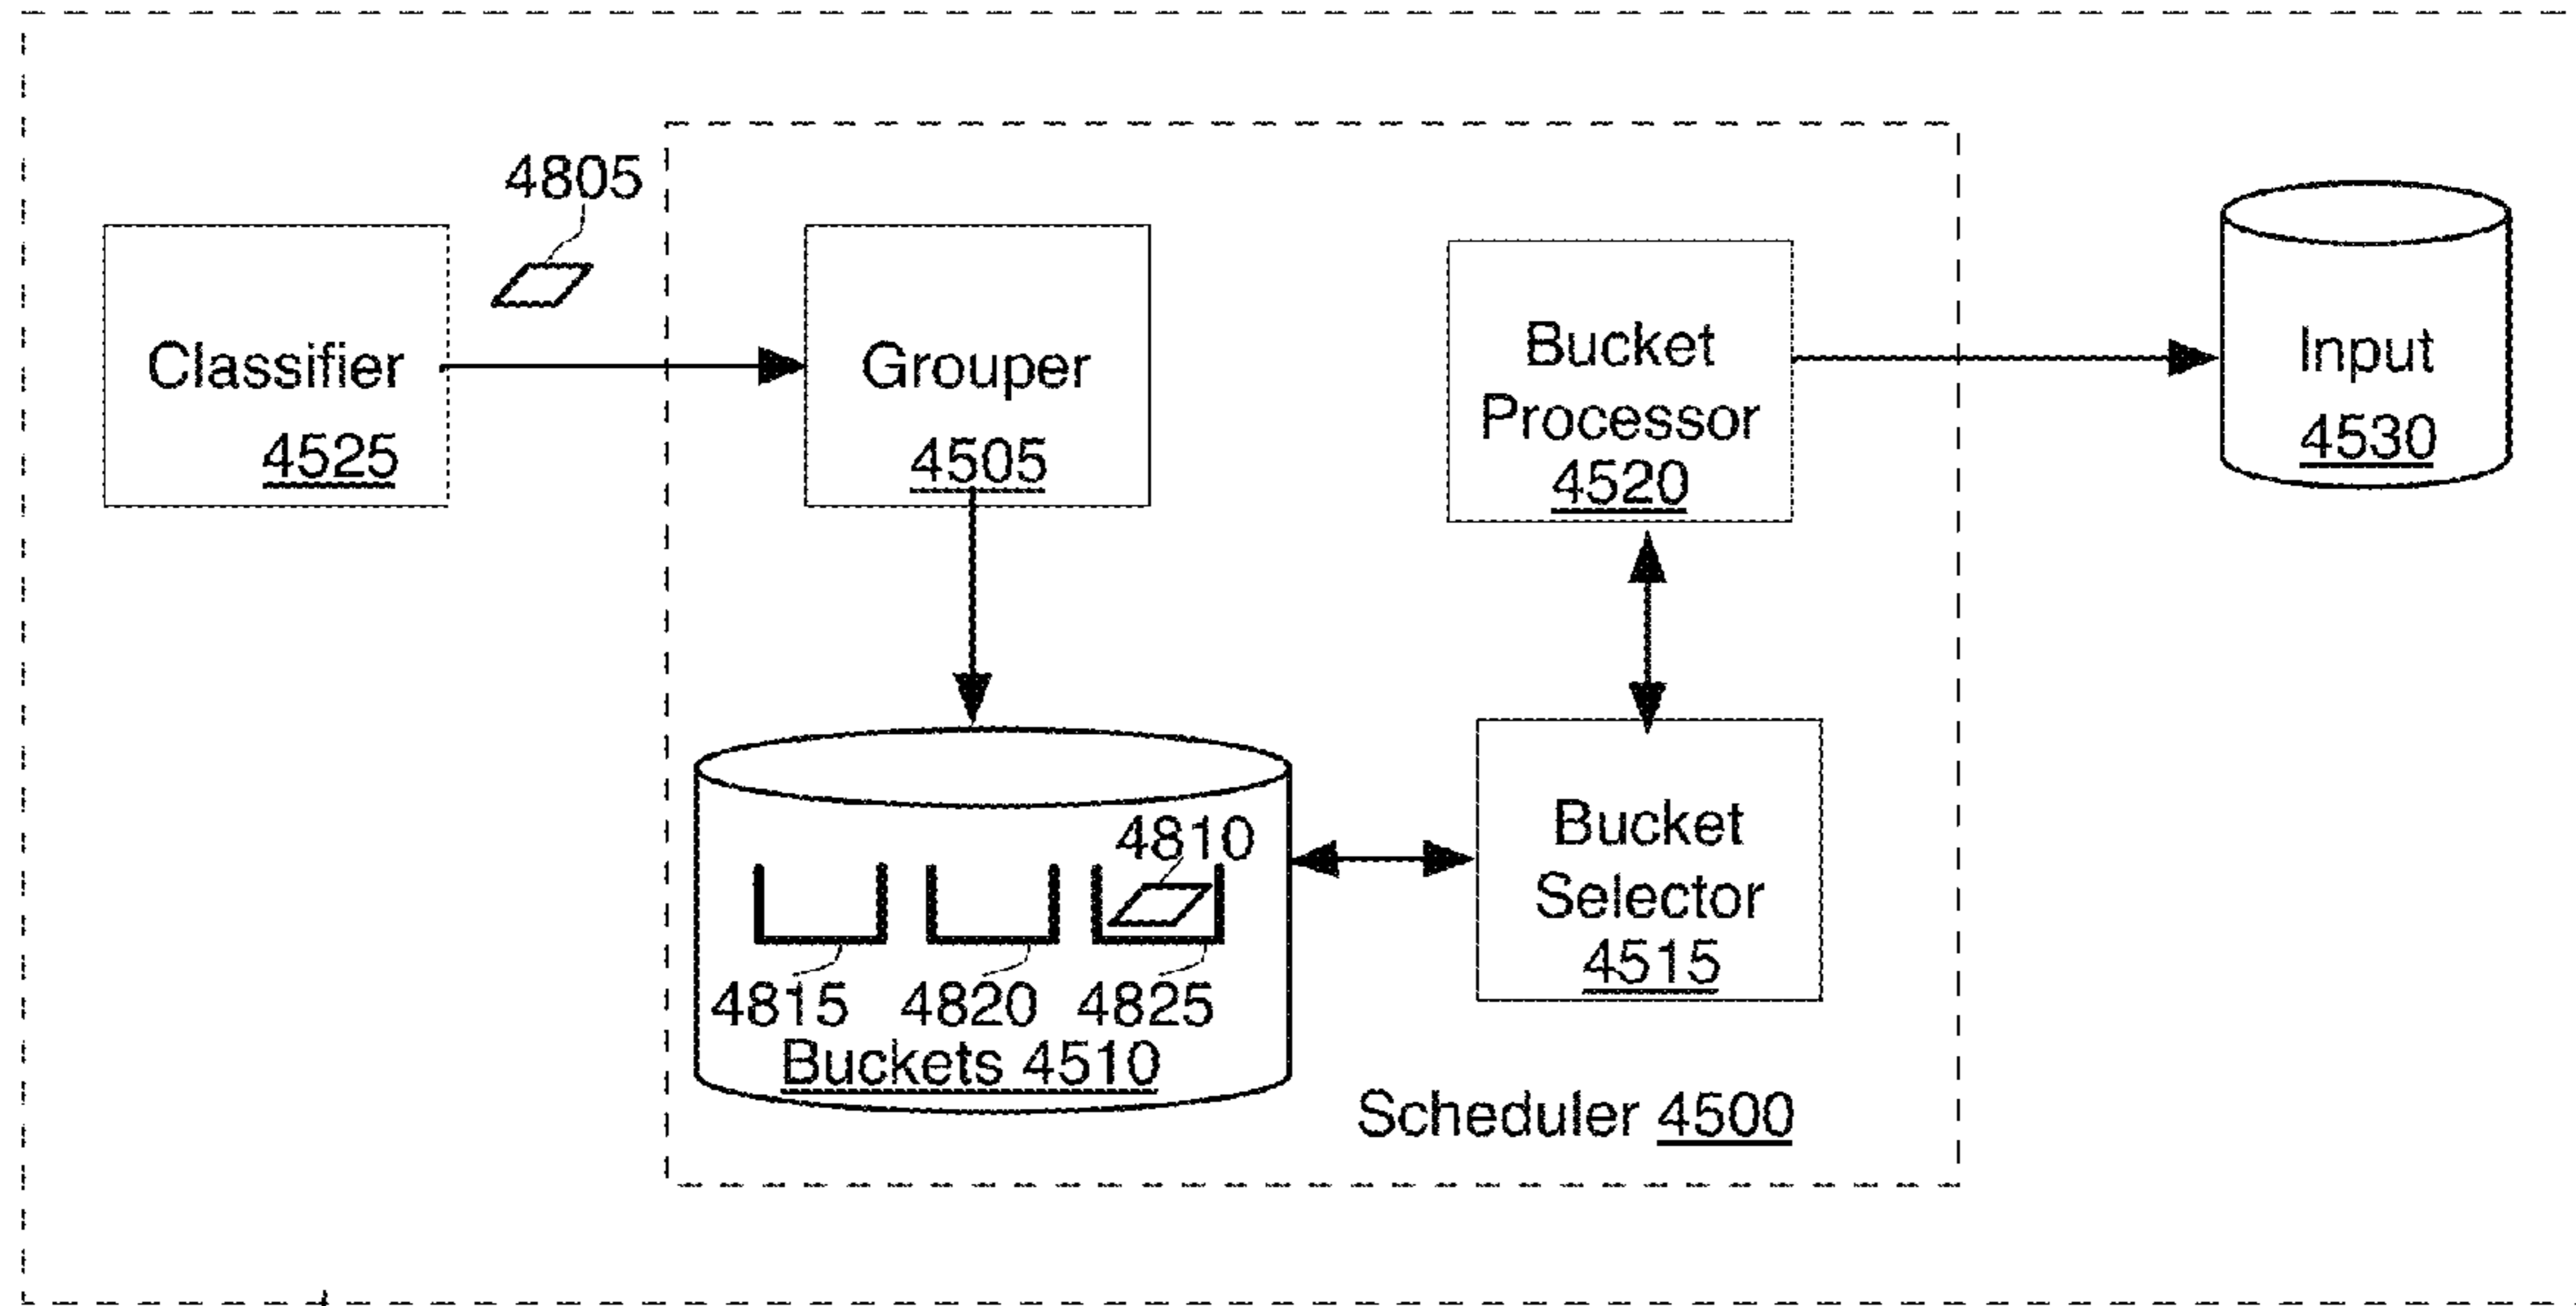 4805
Classifier
4525
Grouper
4505
Bucket
Processor
4520
Input
4530
4810
4815 4820 4825
Buckets 4510
Bucket
Selector
4515
Scheduler 4500